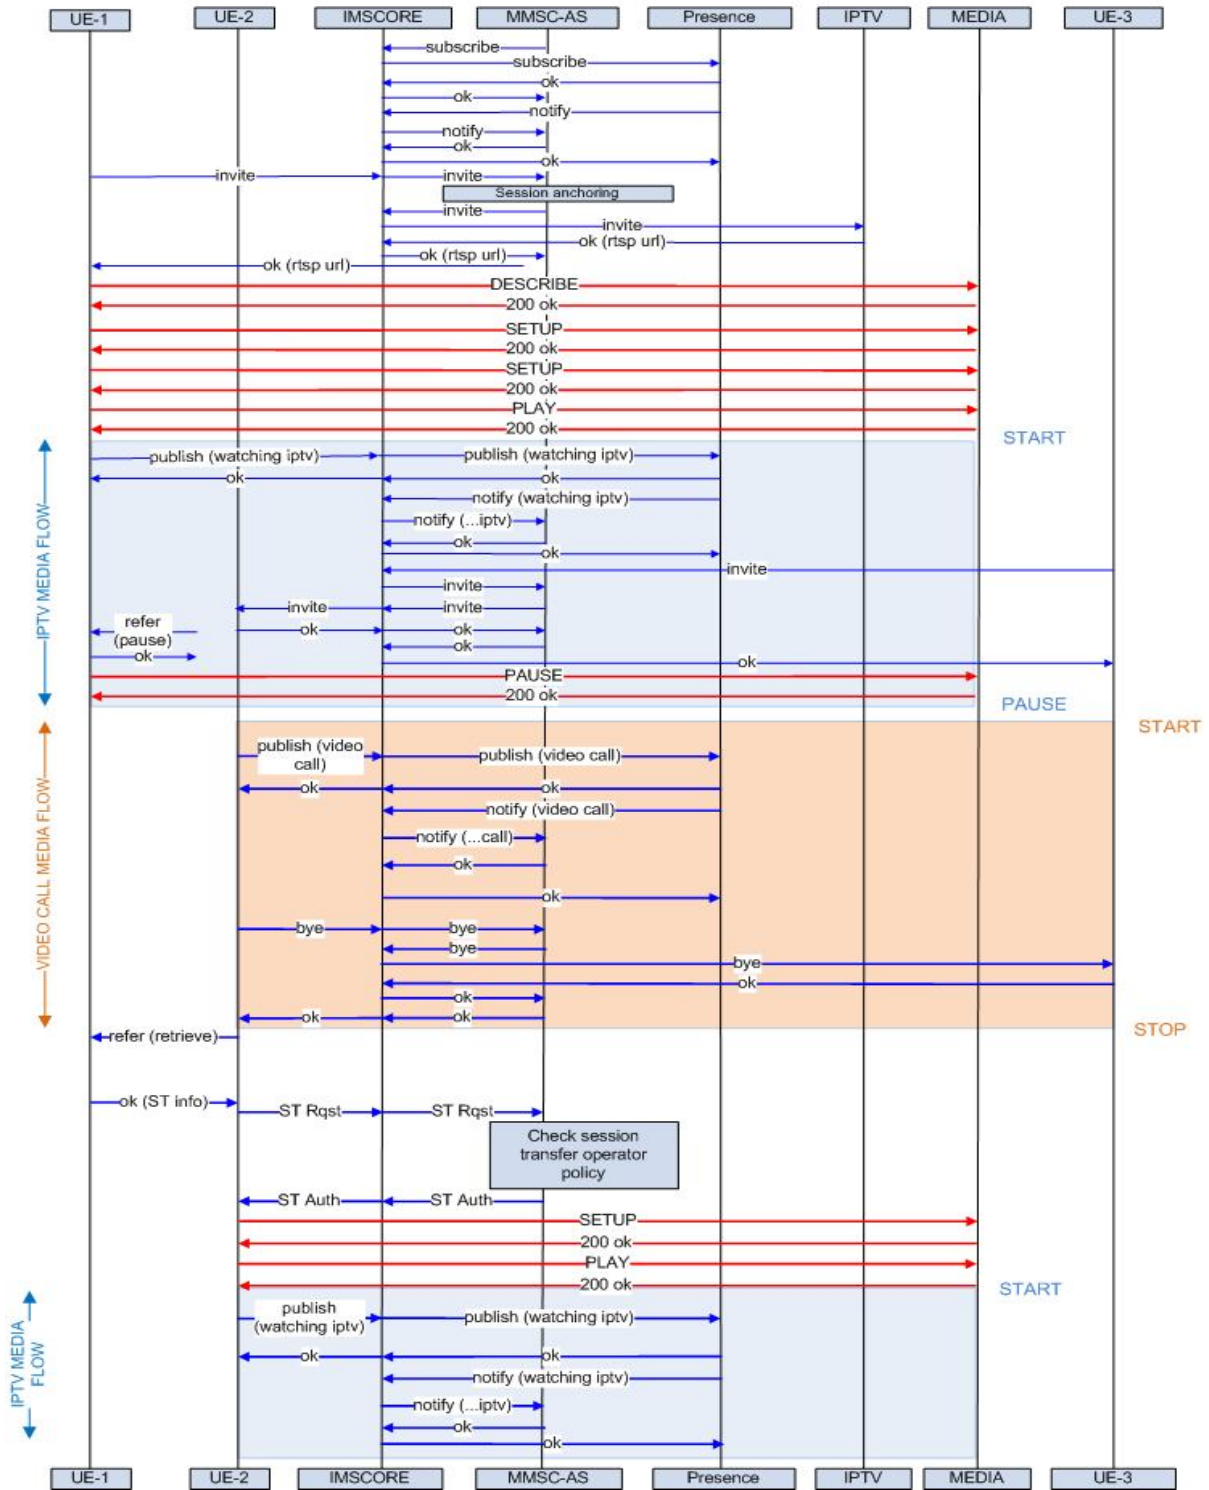 UE-1 UE-2 IMSCORE MMSC-AS Presence IPTV MEDIA UE-3
subscribe
subscribe
ok
ok
notify
notify
ok
ok
invite invite
Session anchoring
invite
invite
ok (rtsp url)
ok (rtsp url)
ok (rtsp url)
DESCRIBE
200 ok
SETUP
200 ok
SETUP
200 ok
PLAY
200 ok
START
IPTV MEDIA FLOW
publish (watching iptv) publish (watching iptv)
ok ok
notify (watching iptv)
notify (...iptv)
ok
ok
invite
invite
invite invite
refer
(pause)
ok ok
ok
ok
ok
PAUSE
200 ok
PAUSE
START
VIDEO CALL MEDIA FLOW
publish (video
call)
publish (video call)
ok ok
notify (video call)
notify (...call)
ok
ok
bye bye
bye
bye
ok
ok
ok ok
STOP
refer (retrieve)
ok (ST info)
ST Rqst ST Rqst
Check session
transfer operator
policy
ST Auth ST Auth
SETUP
200 ok
PLAY
200 ok
START
IPTV MEDIA
FLOW
publish
(watching iptv)
publish (watching iptv)
ok ok
notify (watching iptv)
notify (...iptv)
ok
ok
UE-1 UE-2 IMSCORE MMSC-AS Presence IPTV MEDIA UE-3